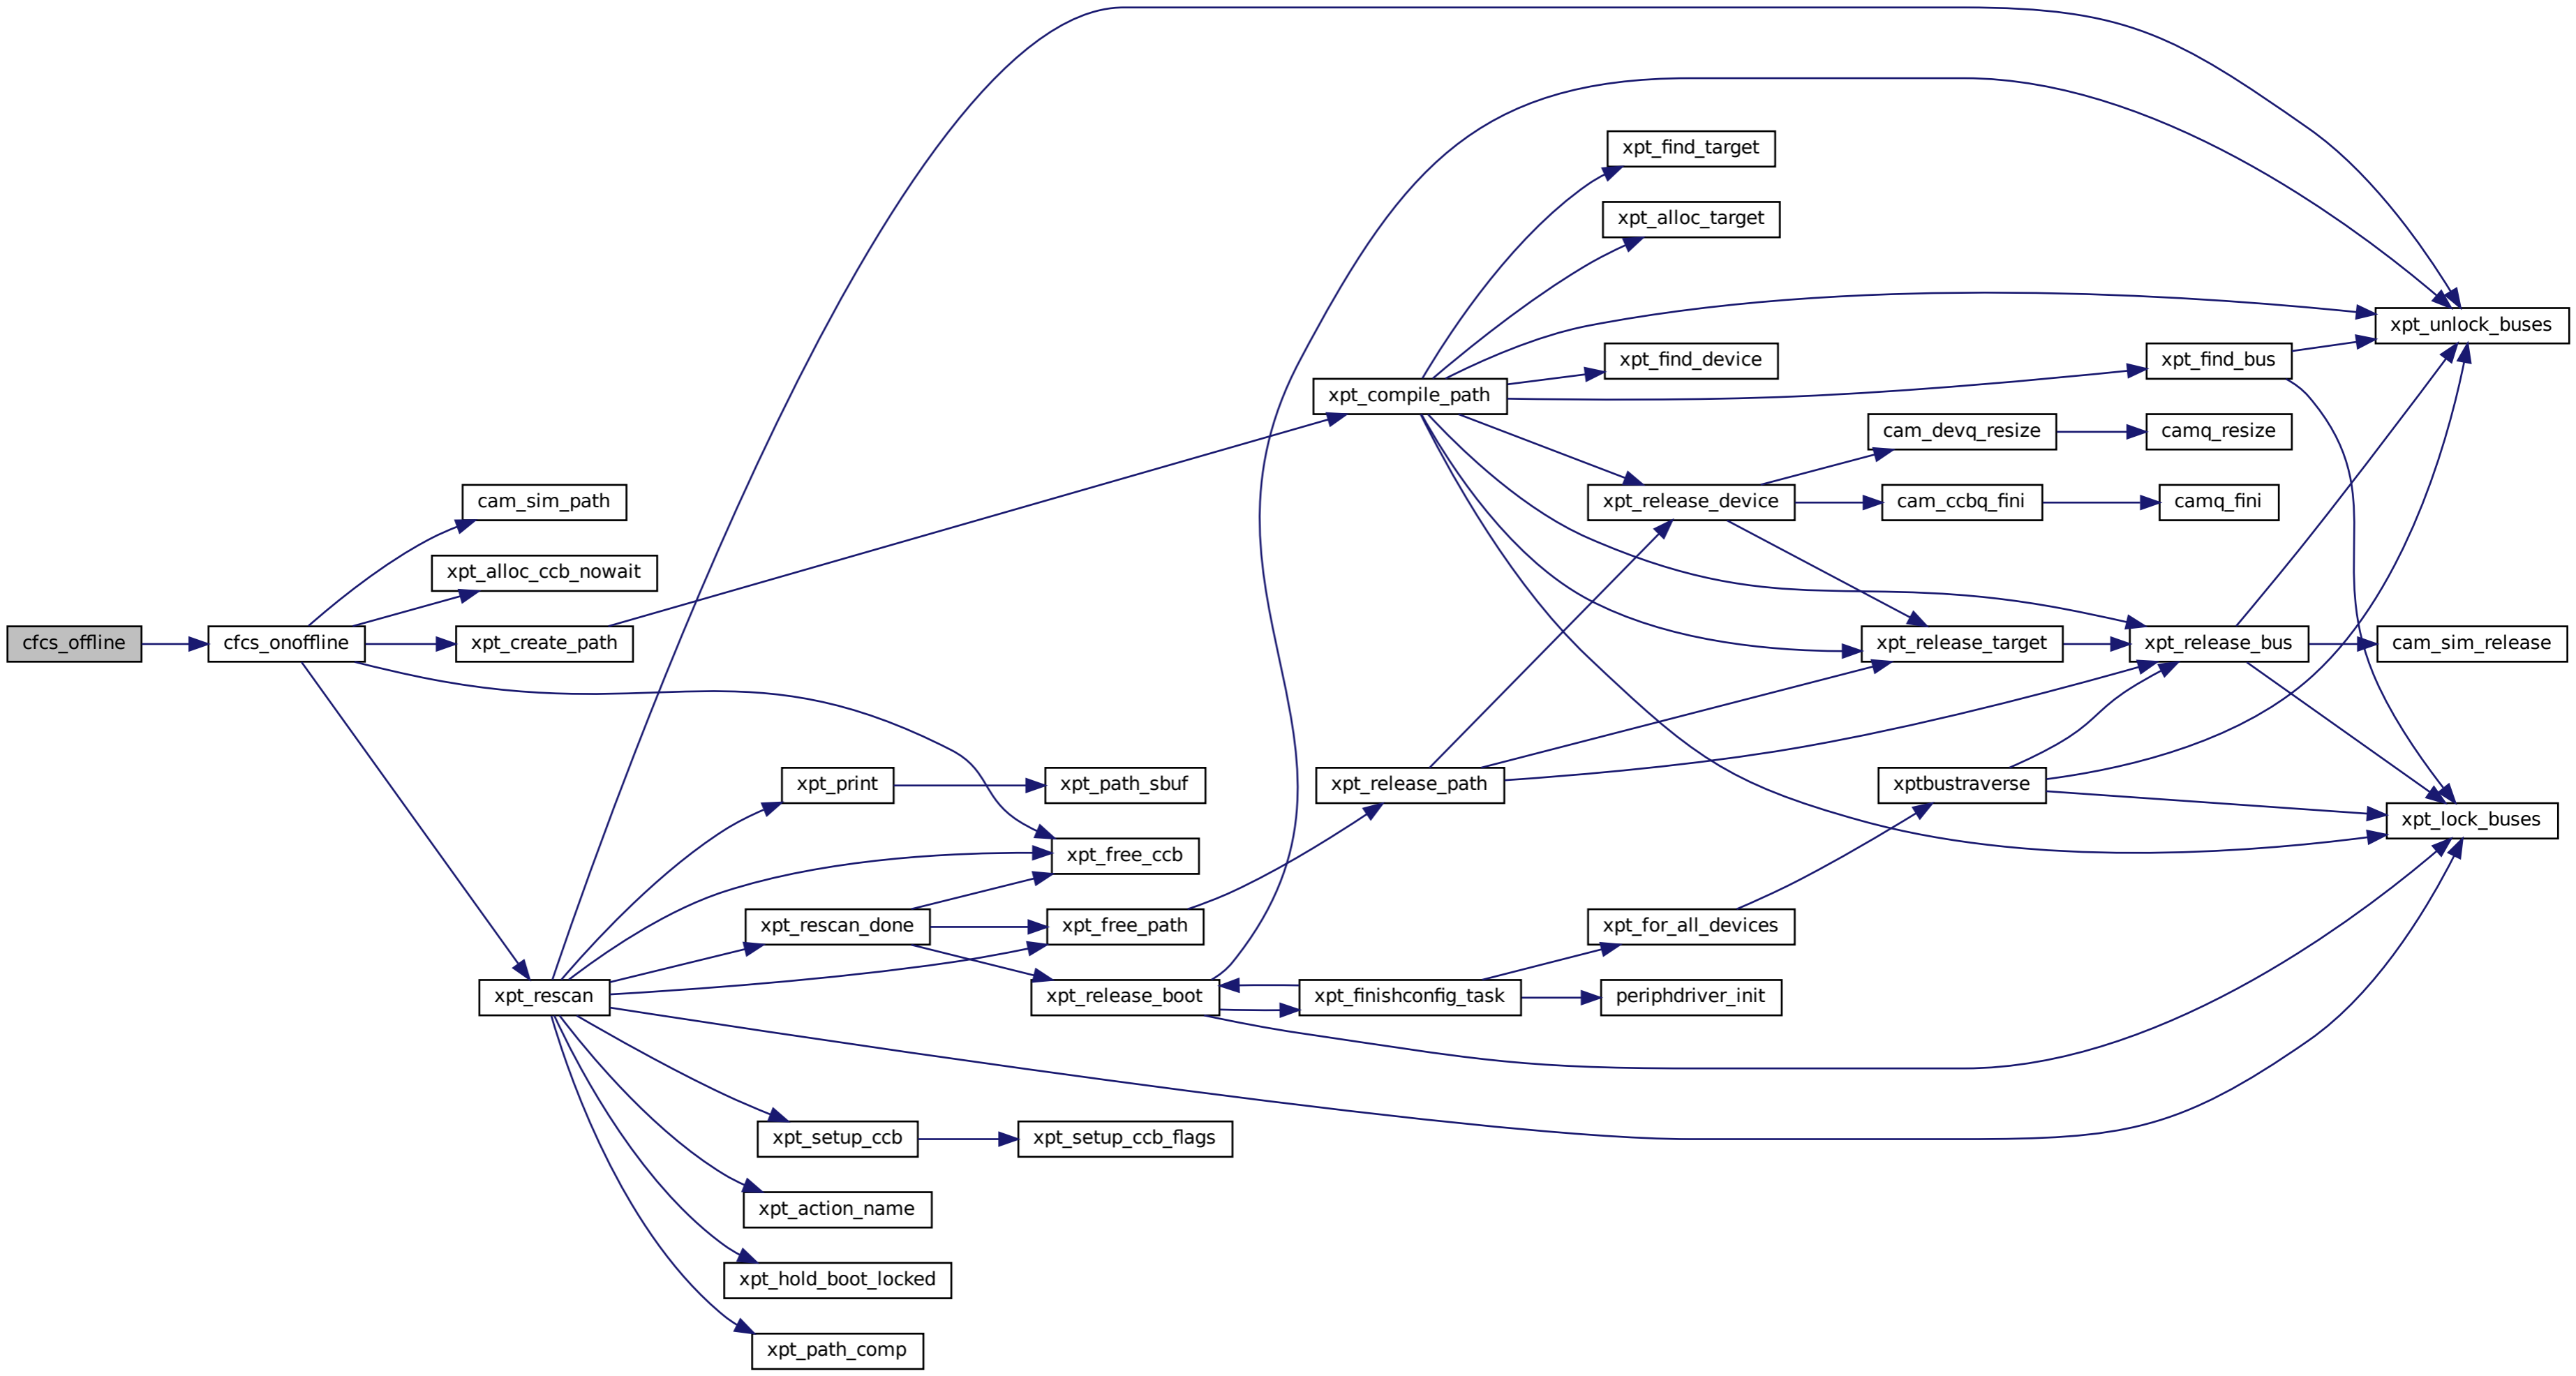 cfcs_offline
cfcs_onoffline
cam_sim_path
xpt_alloc_ccb_nowait
xpt_create_path
xpt_rescan
xpt_print
xpt_path_sbuf
xpt_free_ccb
xpt_rescan_done
xpt_free_path
xpt_release_boot
xpt_setup_ccb
xpt_setup_ccb_flags
xpt_action_name
xpt_hold_boot_locked
xpt_path_comp
xpt_compile_path
xpt_find_target
xpt_alloc_target
xpt_find_device
xpt_release_device
xpt_release_path
xpt_finishconfig_task
xpt_for_all_devices
periphdriver_init
cam_devq_resize
cam_ccbq_fini
xpt_release_target
xptbustraverse
xpt_find_bus
camq_resize
camq_fini
xpt_release_bus
xpt_unlock_buses
cam_sim_release
xpt_lock_buses